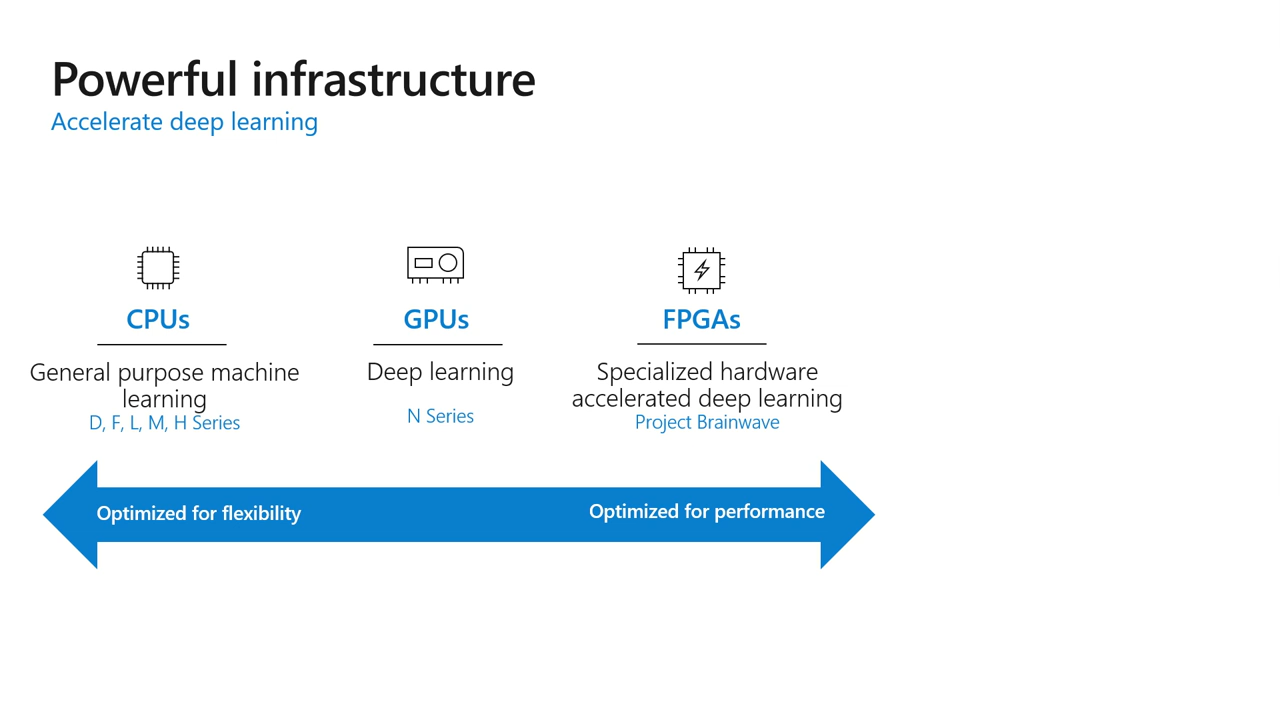 Powerful infrastructure
Accelerate deep learning
CPUs
General purpose machine
learning
D, F, L, M, H Series
GPUs
Deep learning
N Series
FPGAs
Specialized hardware
accelerated deep learning
Project Brainwave
Optimized for flexibility
Optimized for performance